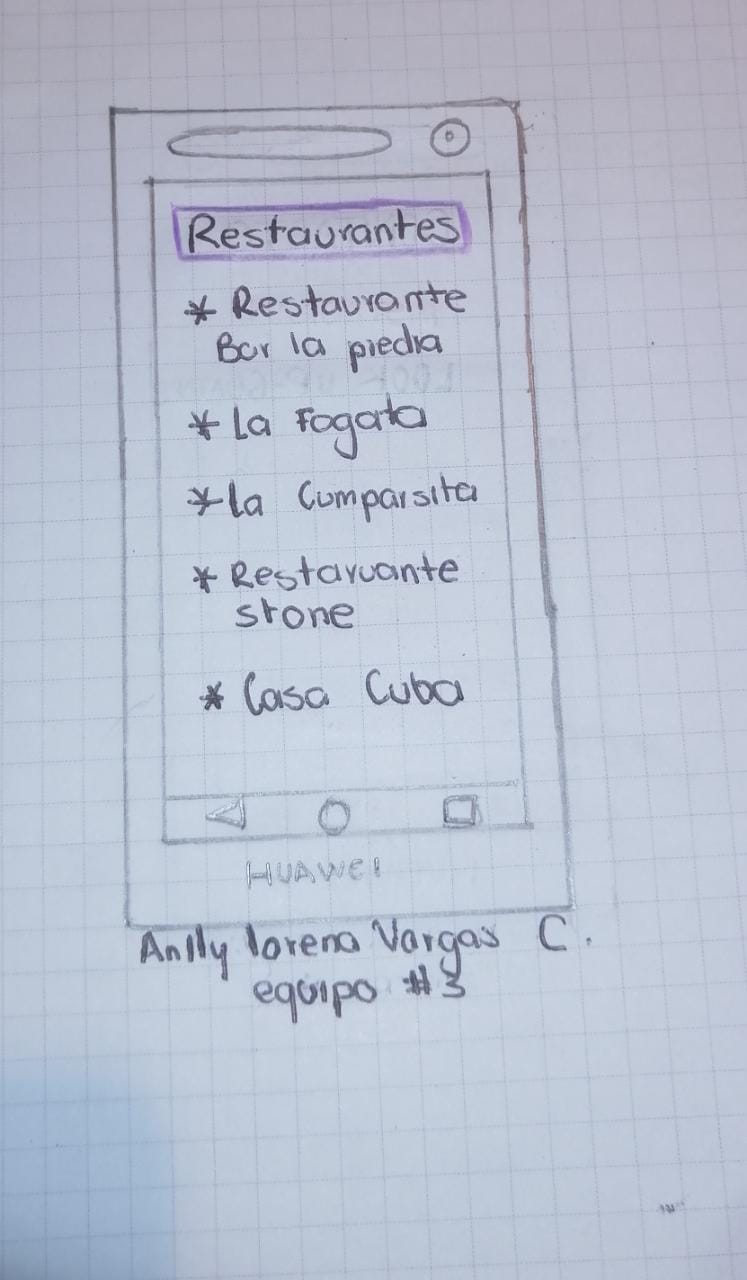 Restaurantes
* Restaurante
Bar la piedra
* La Fogata
* la Cumparsita
* Restaruante
stone
* Casa Cuba
HUAWEI
Anlly lorena Vargas C.
equipo #3